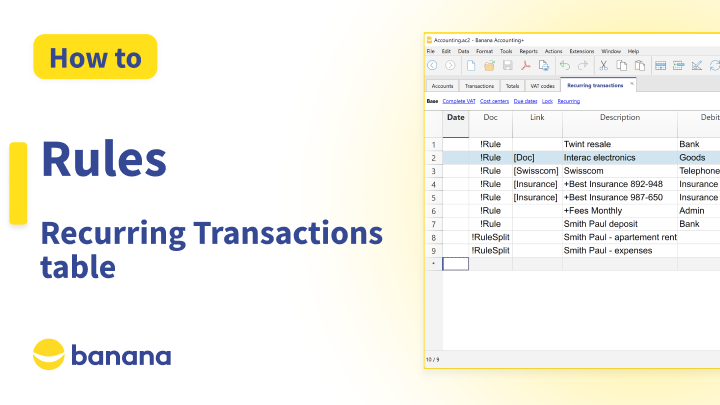 How to
Rules
Recurring Transactions
table
banana
Accounting.ac2 - Banana Accounting+
File Edit Data Format Tools Reports Actions Extensions Window Help
Accounts Transactions Totals VAT codes Recurring transactions
Base Complete VAT Cost centers Due dates Lock Recurring
Date Doc Link Description Debit
1 !Rule Twint resale Bank
2 !Rule [Doc] Interac electronics Goods
3 !Rule [Swisscom] Swisscom Telephone
4 !Rule [Insurance] +Best Insurance 892-948 Insurance
5 !Rule [Insurance] +Best Insurance 987-650 Insurance
6 !Rule +Fees Monthly Admin
7 !Rule Smith Paul deposit Bank
8 !RuleSplit Smith Paul - apartement rent
9 !RuleSplit Smith Paul - expenses
*
10 / 9